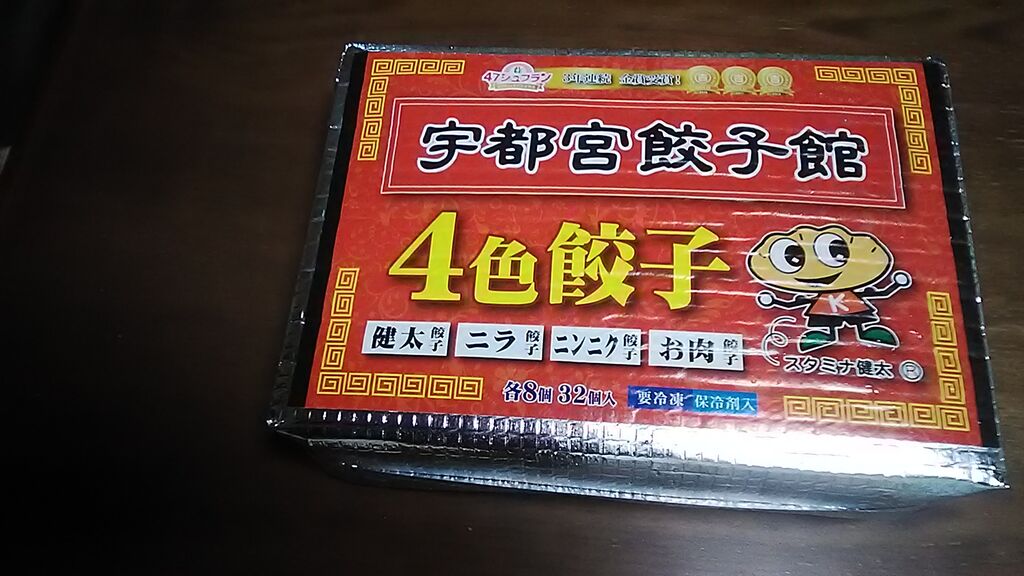 47シュフラン 3年連続 金賞受賞!
宇都宮餃子館
4色餃子
健太餃子 ニラ餃子 ニンニク餃子 お肉餃子
K
スタミナ健太 Ⓡ
各8個 32個入 要冷凍 保冷剤入